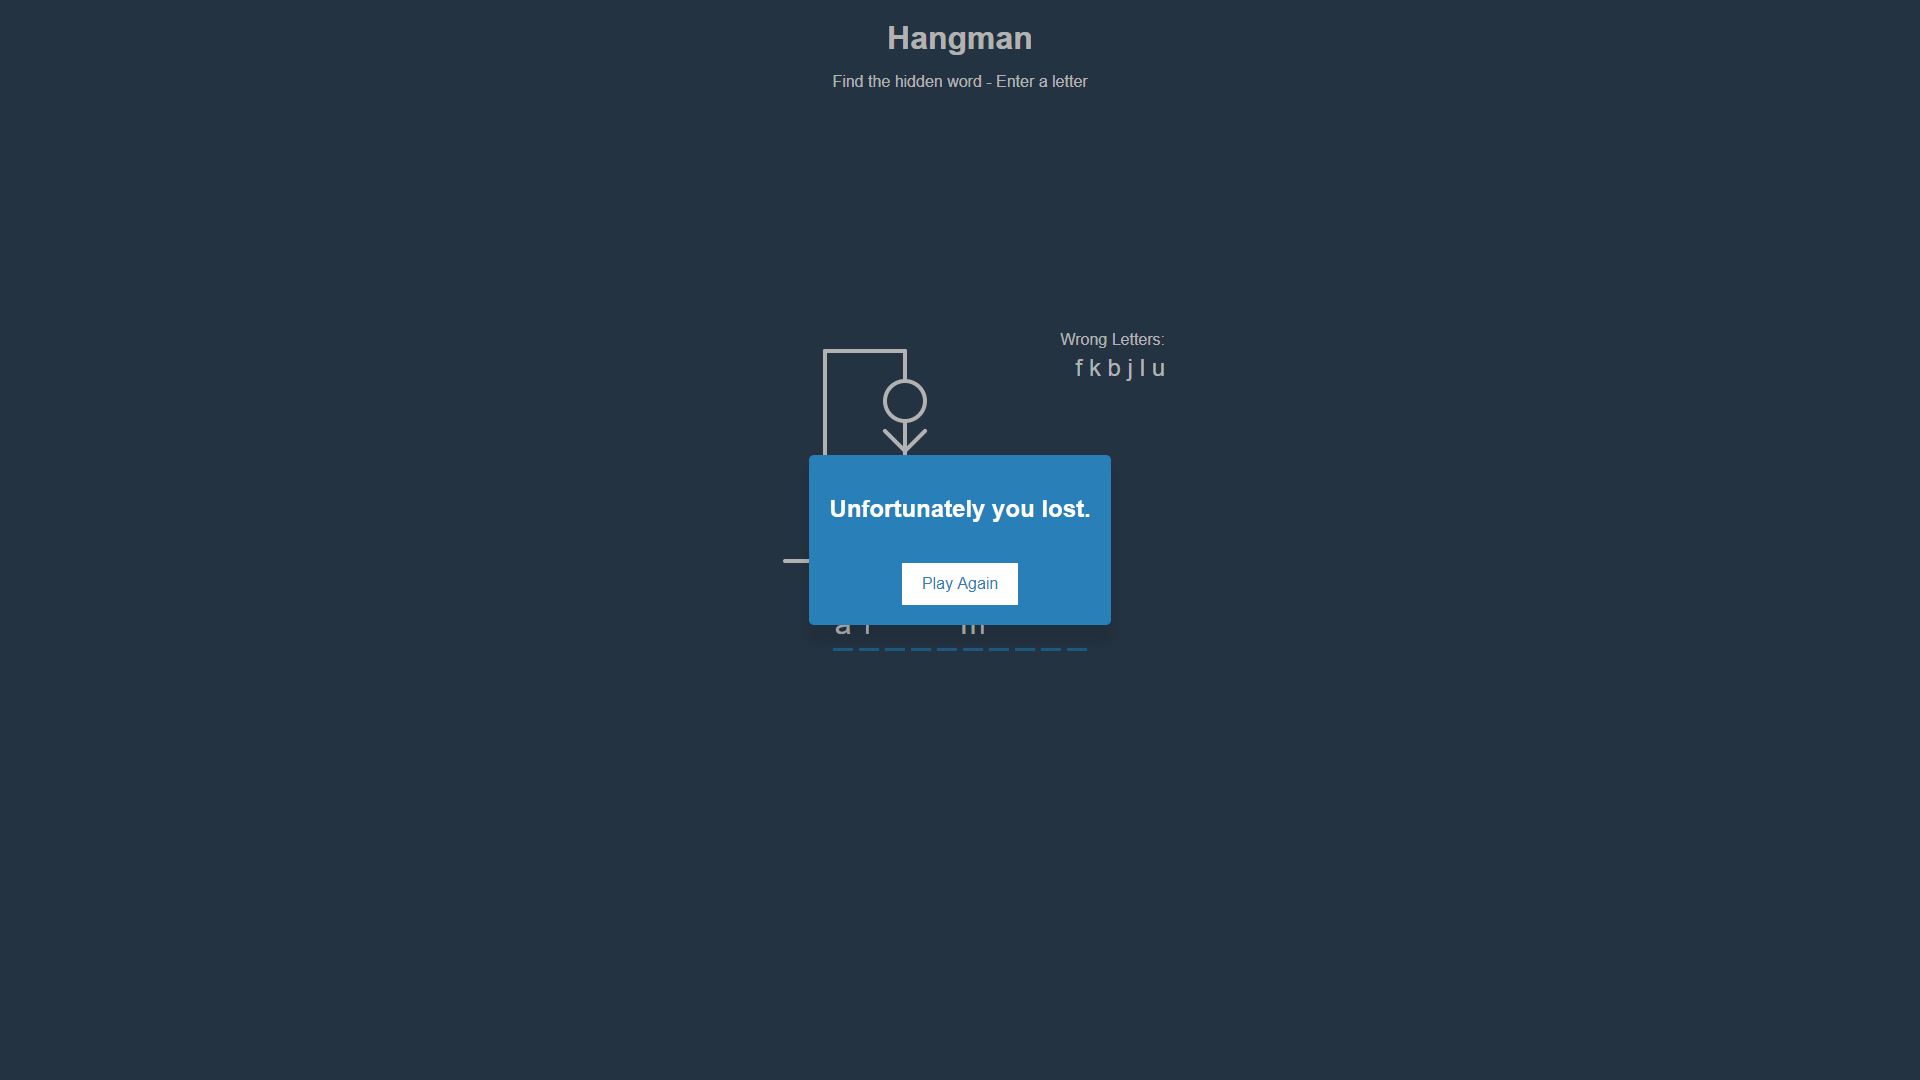 Hangman
Find the hidden word - Enter a letter
Wrong Letters:
f k b j l u
Unfortunately you lost.
Play Again
a m